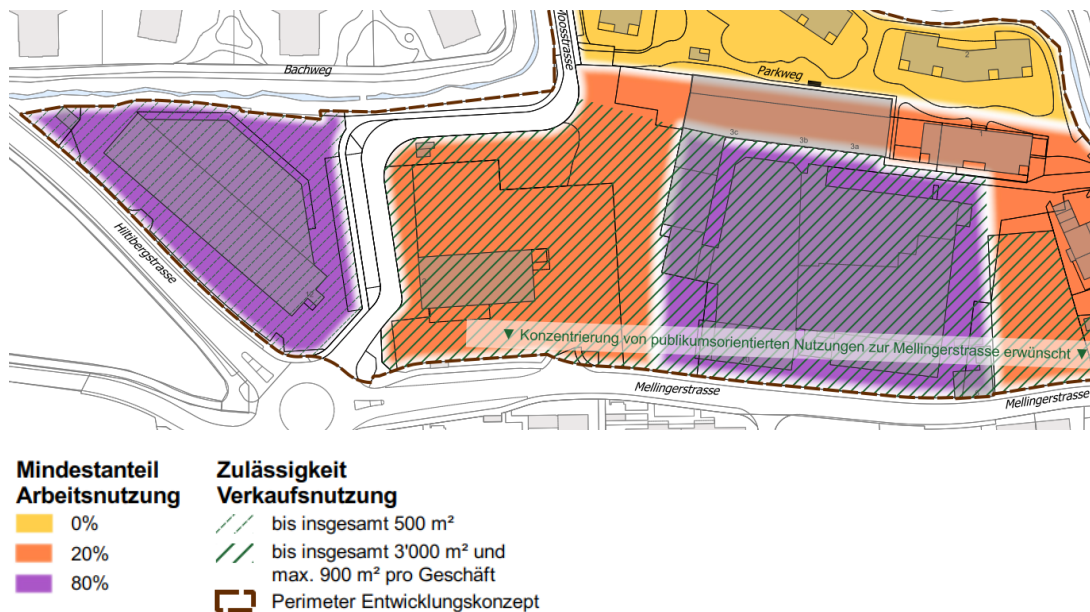 Moosstrasse
Bachweg
Parkweg
2
1
3c
3b
3a
Hiltibergstrasse
▼ Konzentrierung von publikumsorientierten Nutzungen zur Mellingerstrasse erwünscht ▼
Mellingerstrasse
Mellingerstrasse
Mindestanteil
Arbeitsnutzung
0%
20%
80%
Zulässigkeit
Verkaufsnutzung
bis insgesamt 500 m²
bis insgesamt 3'000 m² und
max. 900 m² pro Geschäft
Perimeter Entwicklungskonzept